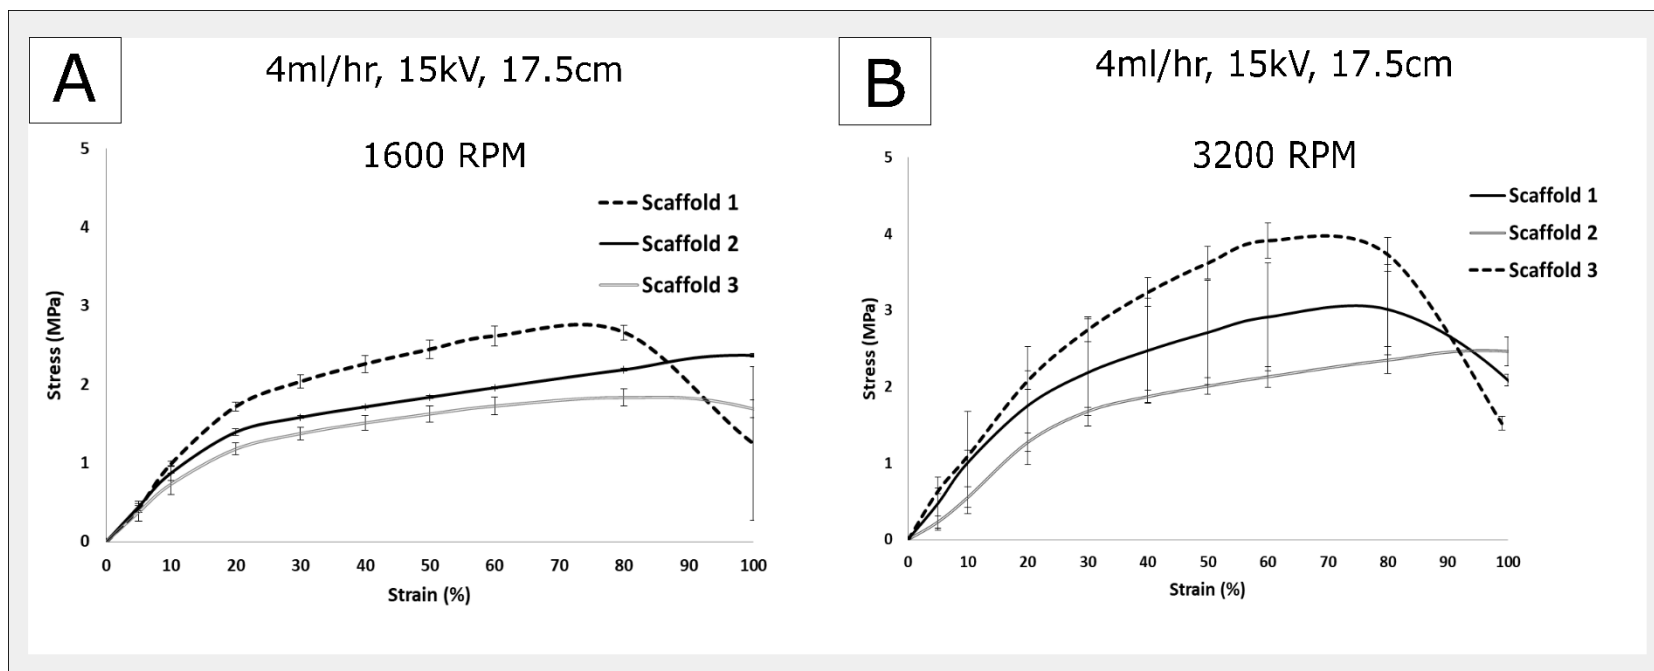 A
4ml/hr, 15kV, 17.5cm
1600 RPM
Scaffold 1
Scaffold 2
Scaffold 3
Stress (MPa)
5
4
3
2
1
0
0 10 20 30 40 50 60 70 80 90 100
Strain (%)
B
4ml/hr, 15kV, 17.5cm
3200 RPM
Scaffold 1
Scaffold 2
Scaffold 3
Stress (MPa)
5
4
3
2
1
0
0 10 20 30 40 50 60 70 80 90 100
Strain (%)